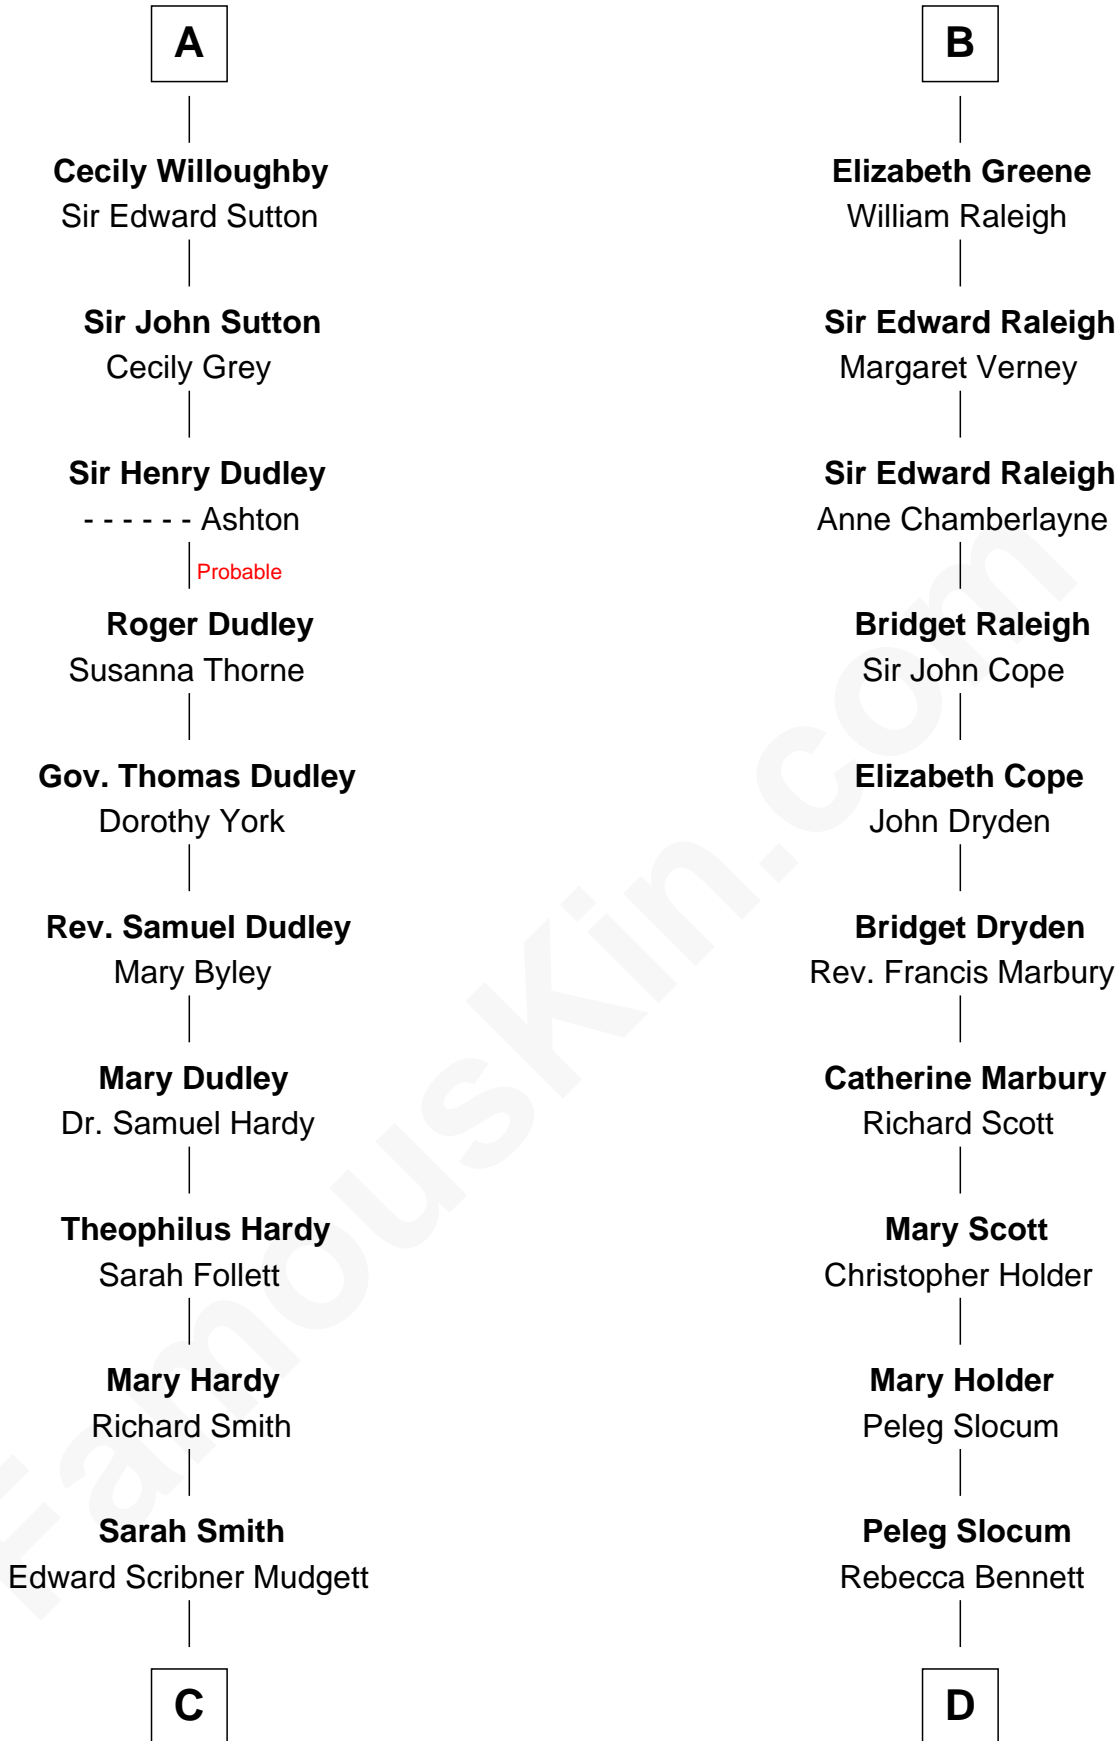 A
Cecily Willoughby
Sir Edward Sutton
Sir John Sutton
Cecily Grey
Sir Henry Dudley
- - - - - - Ashton
Probable
Roger Dudley
Susanna Thorne
Gov. Thomas Dudley
Dorothy York
Rev. Samuel Dudley
Mary Byley
Mary Dudley
Dr. Samuel Hardy
Theophilus Hardy
Sarah Follett
Mary Hardy
Richard Smith
Sarah Smith
Edward Scribner Mudgett
C
B
Elizabeth Greene
William Raleigh
Sir Edward Raleigh
Margaret Verney
Sir Edward Raleigh
Anne Chamberlayne
Bridget Raleigh
Sir John Cope
Elizabeth Cope
John Dryden
Bridget Dryden
Rev. Francis Marbury
Catherine Marbury
Richard Scott
Mary Scott
Christopher Holder
Mary Holder
Peleg Slocum
Peleg Slocum
Rebecca Bennett
D
FamousKin.com